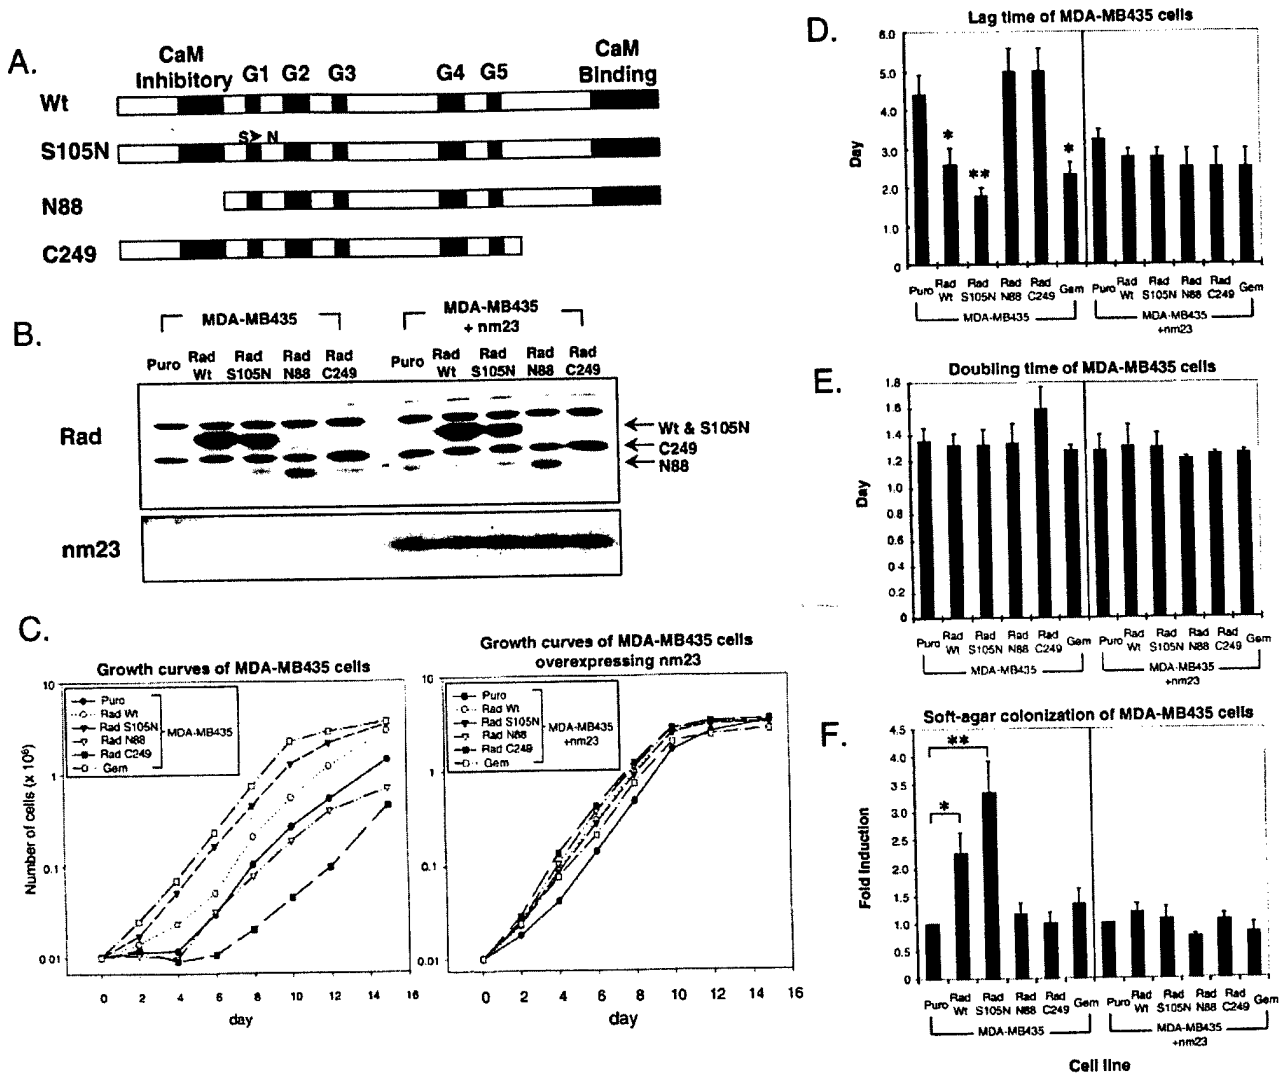 A.
CaM
Inhibitory
G1 G2 G3
G4 G5
CaM
Binding
Wt
S105N
S➤ N
N88
C249
B.
MDA-MB435
MDA-MB435
+ nm23
Puro
Rad
Wt
Rad
S105N
Rad
N88
Rad
C249
Puro
Rad
Wt
Rad
S105N
Rad
N88
Rad
C249
Rad
Wt & S105N
C249
N88
nm23
C.
Growth curves of MDA-MB435 cells
Puro
Rad Wt
Rad S105N
Rad N88
Rad C249
Gem
MDA-MB435
Number of cells (x 10⁶)
10
1
0.1
0.01
0 2 4 6 8 10 12 14 16
day
Growth curves of MDA-MB435 cells
overexpressing nm23
Puro
Rad Wt
Rad S105N
Rad N88
Rad C249
Gem
MDA-MB435
+nm23
10
1
0.1
0.01
0 2 4 6 8 10 12 14 16
day
D.
Lag time of MDA-MB435 cells
Day
6.0
5.0
4.0
3.0
2.0
1.0
0
*
**
*
Puro
Rad
Wt
Rad
S105N
Rad
N88
Rad
C249
Gem
Puro
Rad
Wt
Rad
S105N
Rad
N88
Rad
C249
Gem
MDA-MB435
MDA-MB435
+nm23
E.
Doubling time of MDA-MB435 cells
Day
1.8
1.6
1.4
1.2
1.0
0.8
0.6
0.4
0.2
0
Puro
Rad
Wt
Rad
S105N
Rad
N88
Rad
C249
Gem
Puro
Rad
Wt
Rad
S105N
Rad
N88
Rad
C249
Gem
MDA-MB435
MDA-MB435
+nm23
F.
Soft-agar colonization of MDA-MB435 cells
Fold induction
4.5
4.0
3.5
3.0
2.5
2.0
1.5
1.0
0.5
0
*
**
Puro
Rad
Wt
Rad
S105N
Rad
N88
Rad
C249
Gem
Puro
Rad
Wt
Rad
S105N
Rad
N88
Rad
C249
Gem
MDA-MB435
MDA-MB435
+nm23
Cell line